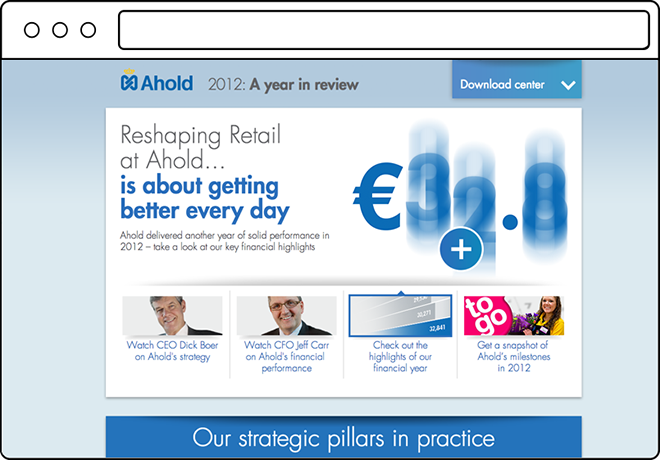 Ahold 2012: A year in review
Download center
Reshaping Retail
at Ahold...
is about getting
better every day
Ahold delivered another year of solid performance in
2012 – take a look at our key financial highlights
€32.8
+
to
go
32,841
Watch CEO Dick Boer
on Ahold's strategy
Watch CFO Jeff Carr
on Ahold's financial
performance
Check out the
highlights of our
financial year
Get a snapshot of
Ahold's milestones
in 2012
Our strategic pillars in practice